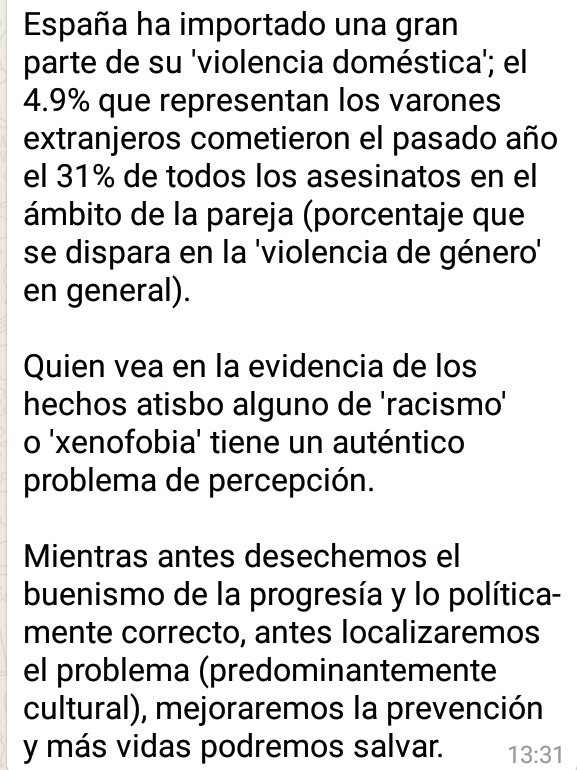 España ha importado una gran
parte de su 'violencia doméstica'; el
4.9% que representan los varones
extranjeros cometieron el pasado año
el 31% de todos los asesinatos en el
ámbito de la pareja (porcentaje que
se dispara en la 'violencia de género'
en general).
Quien vea en la evidencia de los
hechos atisbo alguno de 'racismo'
o 'xenofobia' tiene un auténtico
problema de percepción.
Mientras antes desechemos el
buenismo de la progresía y lo política-
mente correcto, antes localizaremos
el problema (predominantemente
cultural), mejoraremos la prevención
y más vidas podremos salvar.
13:31